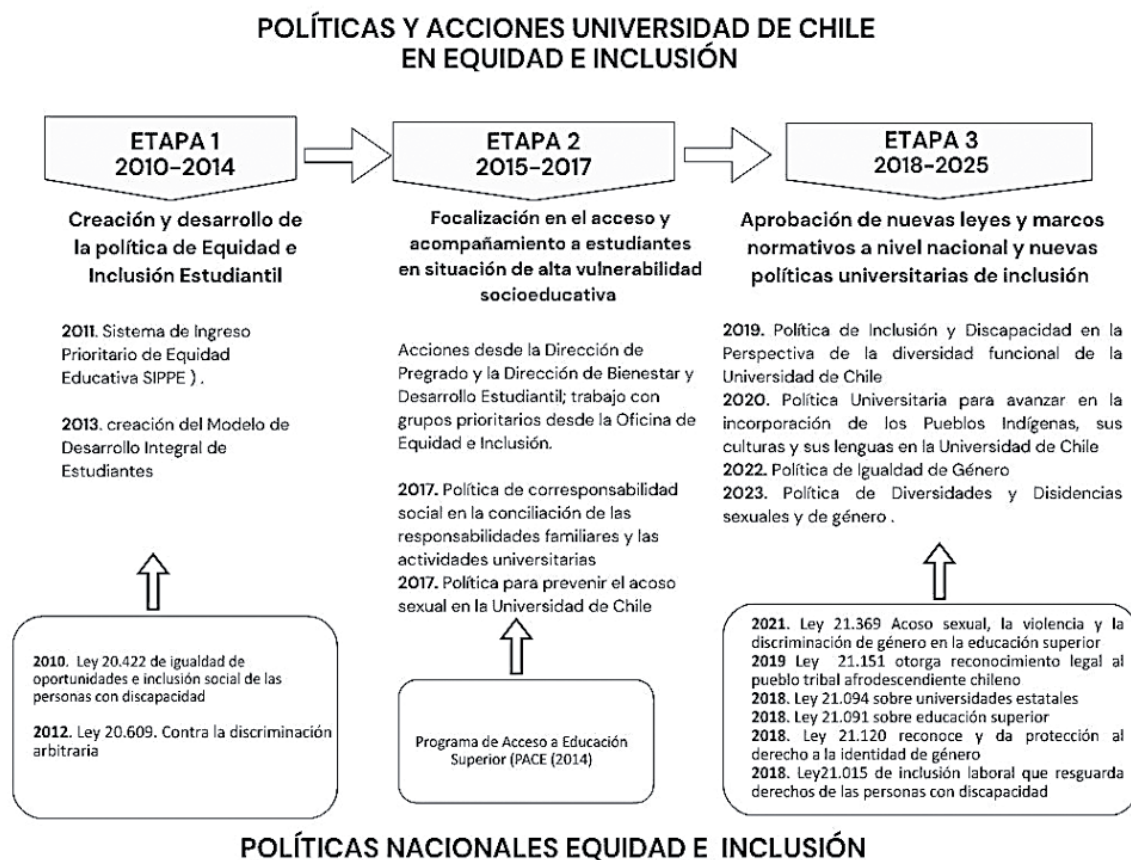 POLÍTICAS Y ACCIONES UNIVERSIDAD DE CHILE
EN EQUIDAD E INCLUSIÓN
ETAPA 1
2010-2014
Creación y desarrollo de
la política de Equidad e
Inclusión Estudiantil
2011. Sistema de Ingreso
Prioritario de Equidad
Educativa SIPPE ) .
2013. creación del Modelo de
Desarrollo Integral de
Estudiantes
2010. Ley 20.422 de igualdad de
oportunidades e inclusión social de las
personas con discapacidad
2012. Ley 20.609. Contra la discriminación
arbitraria
ETAPA 2
2015-2017
Focalización en el acceso y
acompañamiento a estudiantes
en situación de alta vulnerabilidad
socioeducativa
Acciones desde la Dirección de
Pregrado y la Dirección de Bienestar y
Desarrollo Estudiantil; trabajo con
grupos prioritarios desde la Oficina de
Equidad e Inclusión.
2017. Política de corresponsabilidad
social en la conciliación de las
responsabilidades familiares y las
actividades universitarias
2017. Política para prevenir el acoso
sexual en la Universidad de Chile
Programa de Acceso a Educación
Superior (PACE (2014)
ETAPA 3
2018-2025
Aprobación de nuevas leyes y marcos
normativos a nivel nacional y nuevas
políticas universitarias de inclusión
2019. Política de Inclusión y Discapacidad en la
Perspectiva de la diversidad funcional de la
Universidad de Chile
2020. Política Universitaria para avanzar en la
incorporación de los Pueblos Indígenas, sus
culturas y sus lenguas en la Universidad de Chile
2022. Política de Igualdad de Género
2023. Política de Diversidades y Disidencias
sexuales y de género .
2021. Ley 21.369 Acoso sexual, la violencia y la
discriminación de género en la educación superior
2019 Ley 21.151 otorga reconocimiento legal al
pueblo tribal afrodescendiente chileno
2018. Ley 21.094 sobre universidades estatales
2018. Ley 21.091 sobre educación superior
2018. Ley 21.120 reconoce y da protección al
derecho a la identidad de género
2018. Ley21.015 de inclusión laboral que resguarda
derechos de las personas con discapacidad
POLÍTICAS NACIONALES EQUIDAD E INCLUSIÓN